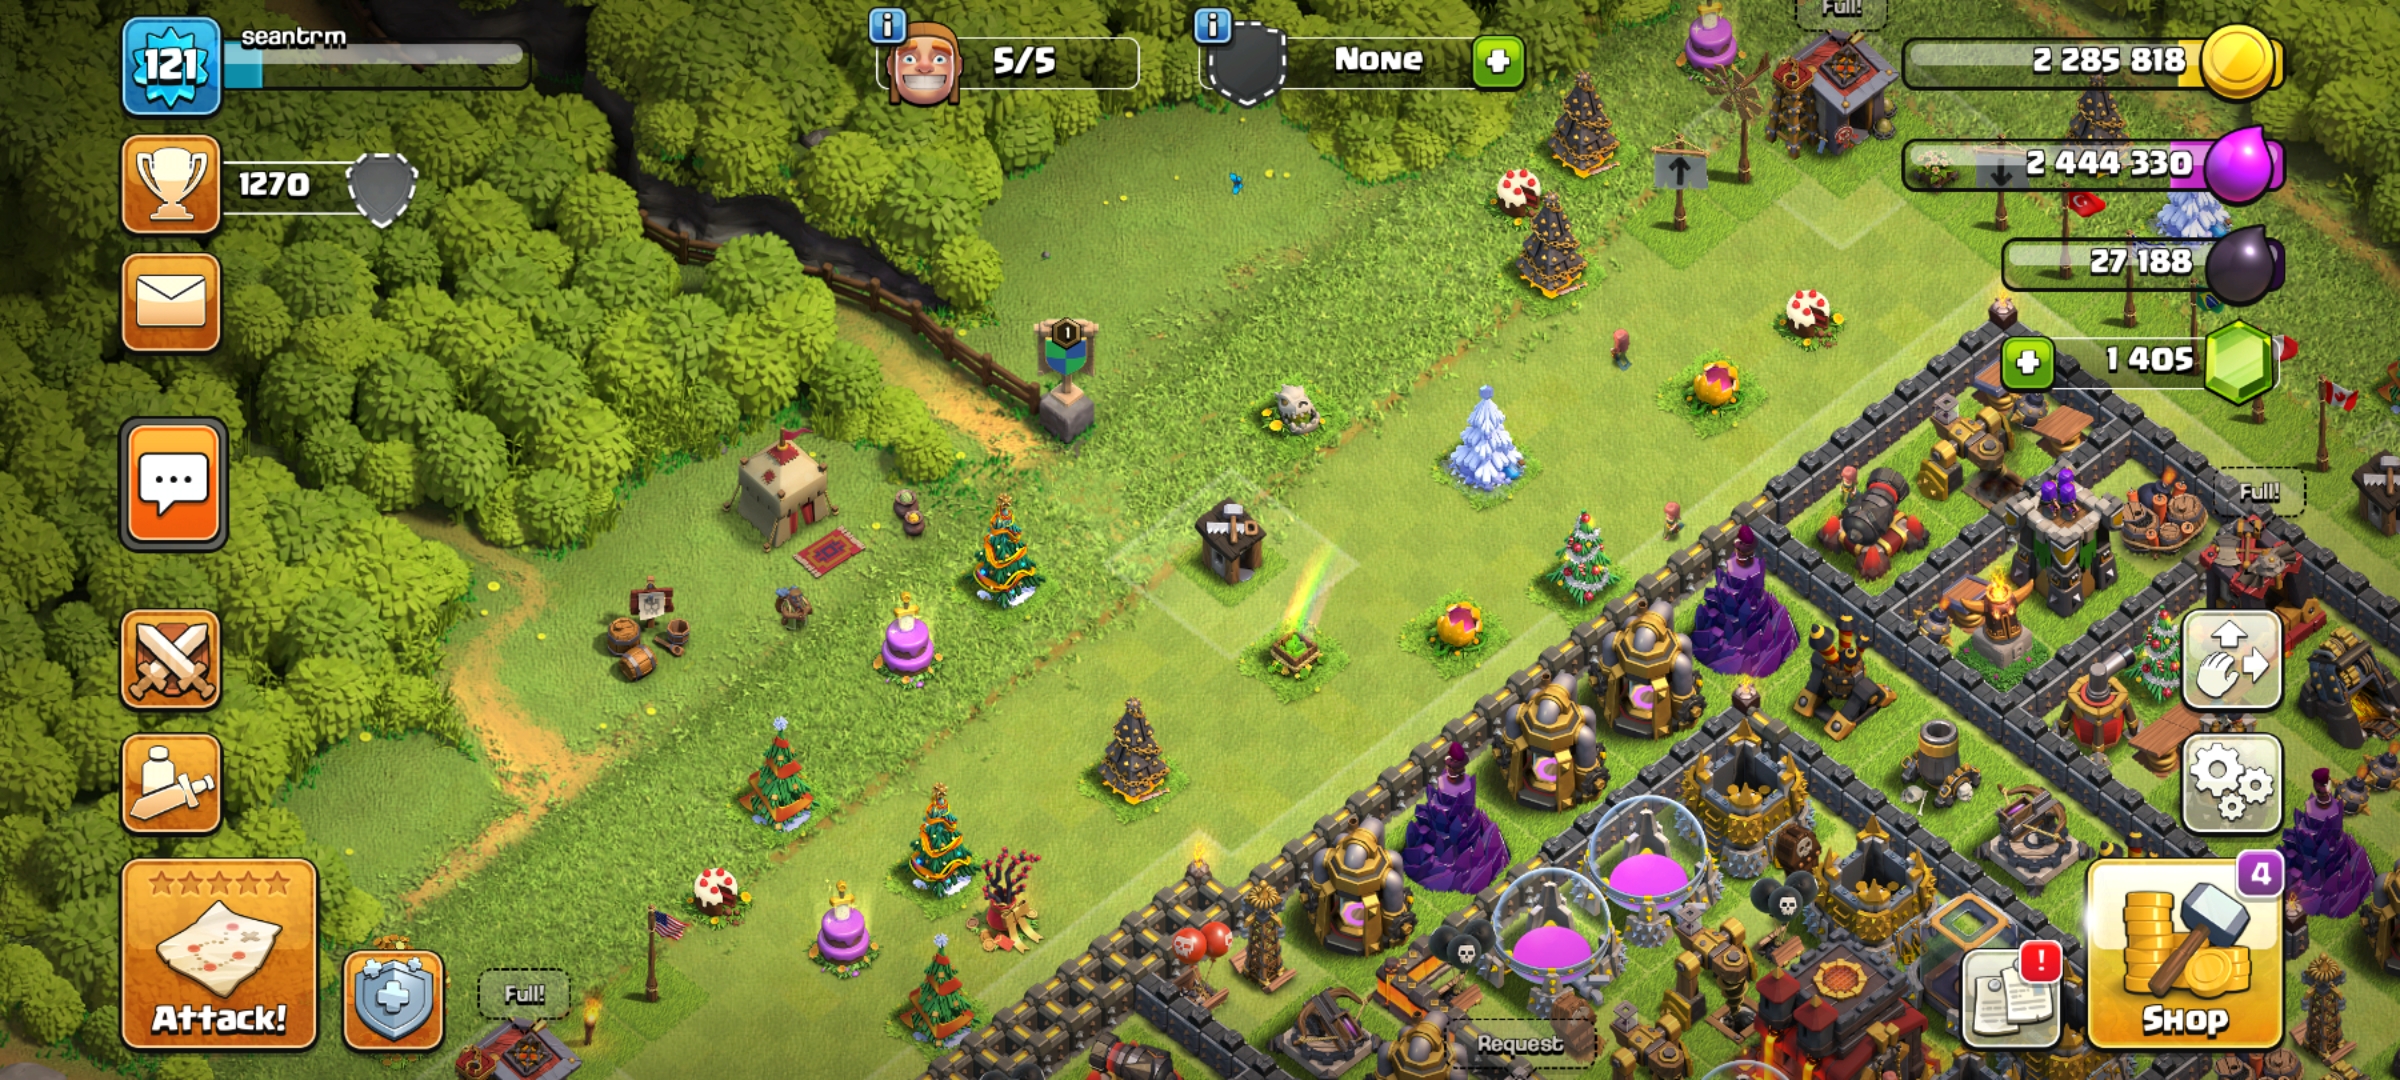 seantrm
121
5/5
None
Full!
2 285 818
2 444 330
27 188
1 405
1270
1
Full!
4
Attack!
Full!
Request
Shop